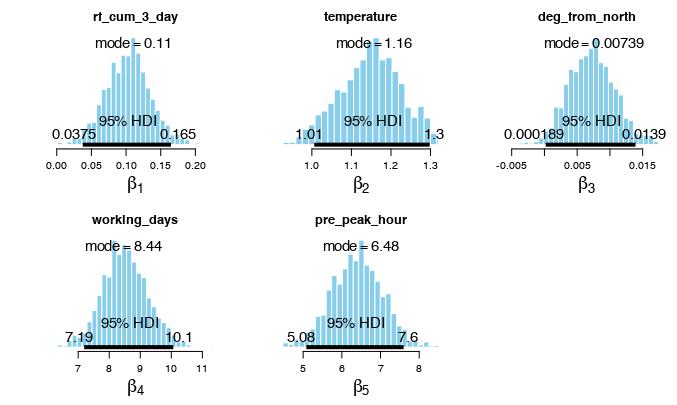 rf_cum_3_day
mode = 0.11
95% HDI
0.0375 0.165
0.00 0.05 0.10 0.15 0.20
β1
temperature
mode = 1.16
95% HDI
1.01 1.3
1.0 1.1 1.2 1.3
β2
deg_from_north
mode = 0.00739
95% HDI
0.000189 0.0139
-0.005 0.005 0.015
β3
working_days
mode = 8.44
95% HDI
7.19 10.1
7 8 9 10 11
β4
pre_peak_hour
mode = 6.48
95% HDI
5.08 7.6
5 6 7 8
β5